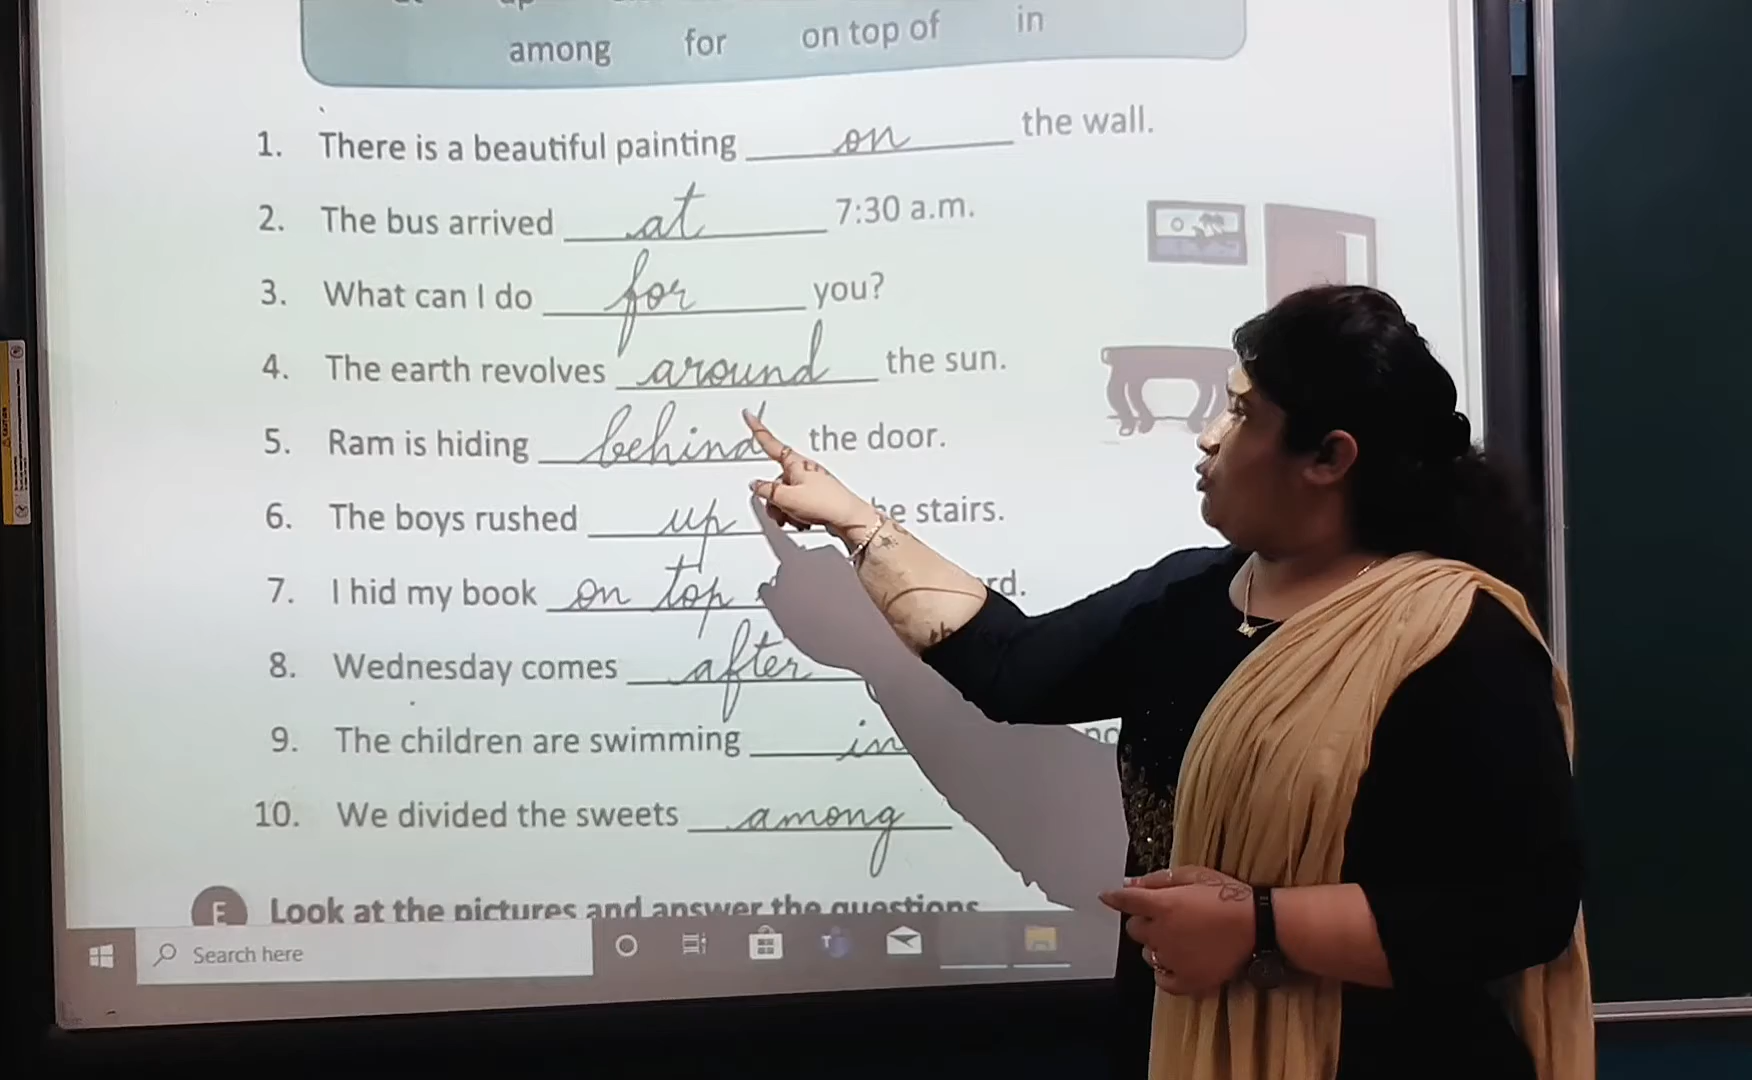 among for on top of in
1. There is a beautiful painting on the wall.
2. The bus arrived at 7:30 a.m.
3. What can I do for you?
4. The earth revolves around the sun.
5. Ram is hiding behind the door.
6. The boys rushed up stairs.
7. I hid my book on top
8. Wednesday comes after
9. The children are swimming in
10. We divided the sweets among
E Look at the pictures and answer the questions
Search here